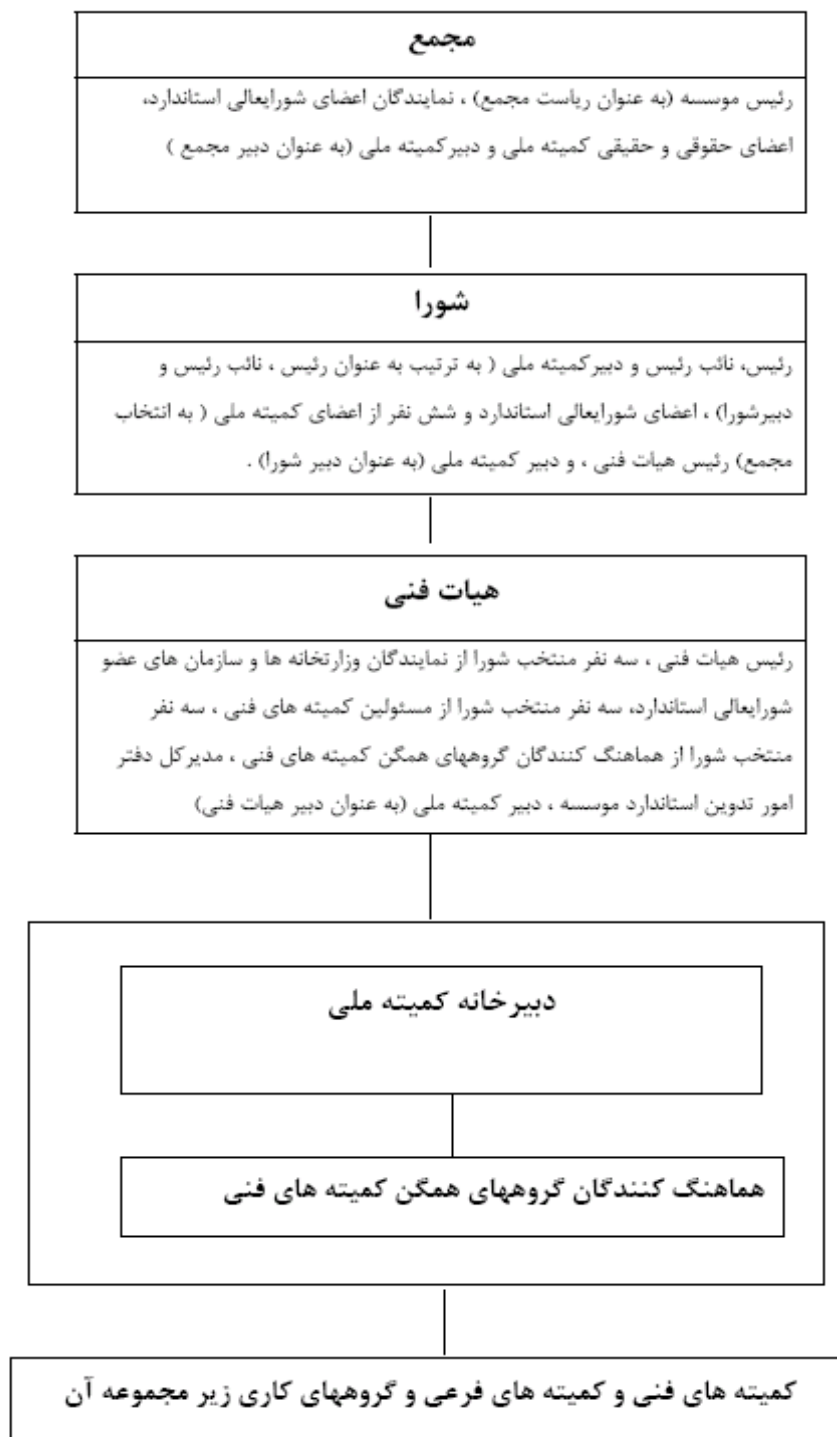 مجمع
رئیس موسسه (به عنوان ریاست مجمع) ، نمایندگان اعضای شورایعالی استاندارد،
اعضای حقوقی و حقیقی کمیته ملی و دبیرکمیته ملی (به عنوان دبیر مجمع )
شورا
رئیس، نائب رئیس و دبیرکمیته ملی ( به ترتیب به عنوان رئیس ، نائب رئیس و
دبیرشورا) ، اعضای شورایعالی استاندارد و شش نفر از اعضای کمیته ملی ( به انتخاب
مجمع) رئیس هیات فنی ، و دبیر کمیته ملی (به عنوان دبیر شورا) .
هیات فنی
رئیس هیات فنی ، سه نفر منتخب شورا از نمایندگان وزارتخانه ها و سازمان های عضو
شورایعالی استاندارد، سه نفر منتخب شورا از مسئولین کمیته های فنی ، سه نفر
منتخب شورا از هماهنگ کنندگان گروههای همگن کمیته های فنی ، مدیرکل دفتر
امور تدوین استاندارد موسسه ، دبیر کمیته ملی (به عنوان دبیر هیات فنی)
دبیرخانه کمیته ملی
هماهنگ کنندگان گروههای همگن کمیته های فنی
کمیته های فنی و کمیته های فرعی و گروههای کاری زیر مجموعه آن